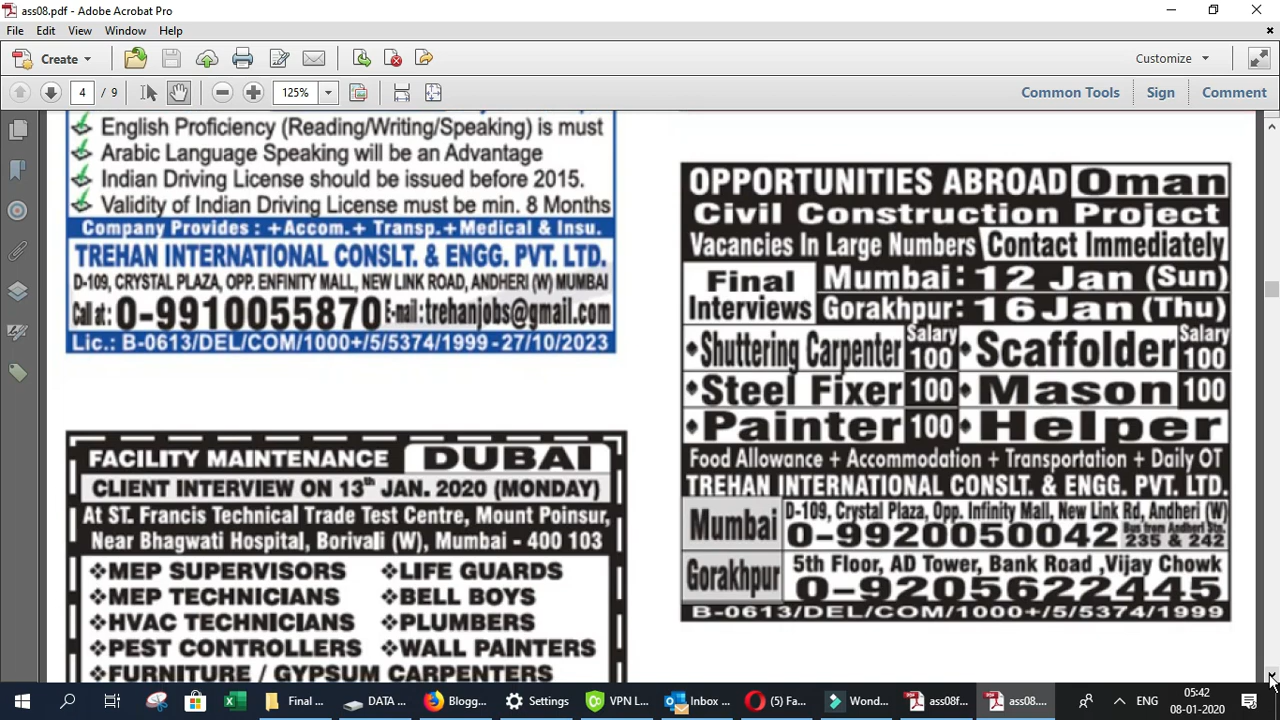 ass08.pdf - Adobe Acrobat Pro
File Edit View Window Help
Create
Customize
4 / 9
125%
Common Tools Sign Comment
English Proficiency (Reading/Writing/Speaking) is must
Arabic Language Speaking will be an Advantage
Indian Driving License should be issued before 2015.
Validity of Indian Driving License must be min. 8 Months
Company Provides : +Accom.+ Transp.+Medical & Insu.
TREHAN INTERNATIONAL CONSLT. & ENGG. PVT. LTD.
D-109, CRYSTAL PLAZA, OPP. ENFINITY MALL, NEW LINK ROAD, ANDHERI (W) MUMBAI
Call at: 0-9910055870 E-mail: trehanjobs@gmail.com
Lic.: B-0613/DEL/COM/1000+/5/5374/1999 - 27/10/2023
FACILITY MAINTENANCE DUBAI
CLIENT INTERVIEW ON 13th JAN. 2020 (MONDAY)
At ST. Francis Technical Trade Test Centre, Mount Poinsur,
Near Bhagwati Hospital, Borivali (W), Mumbai - 400 103
❖MEP SUPERVISORS ❖LIFE GUARDS
❖MEP TECHNICIANS ❖BELL BOYS
❖HVAC TECHNICIANS ❖PLUMBERS
❖PEST CONTROLLERS ❖WALL PAINTERS
❖FURNITURE / GYPSUM CARPENTERS
OPPORTUNITIES ABROAD Oman
Civil Construction Project
Vacancies In Large Numbers Contact Immediately
Final Interviews
Mumbai: 12 Jan (Sun)
Gorakhpur: 16 Jan (Thu)
•Shuttering Carpenter Salary 100 •Scaffolder Salary 100
•Steel Fixer 100 •Mason 100
•Painter 100 •Helper
Food Allowance + Accommodation + Transportation + Daily OT
TREHAN INTERNATIONAL CONSLT. & ENGG. PVT. LTD.
Mumbai D-109, Crystal Plaza, Opp. Infinity Mall, New Link Rd, Andheri (W)
0-9920050042 Bus from Andheri Stn. 235 & 242
Gorakhpur 5th Floor, AD Tower, Bank Road ,Vijay Chowk
0-9205622445
B-0613/DEL/COM/1000+/5/5374/1999
Final ... DATA ... Blogg... Settings VPN L... Inbox ... (5) Fa... Wond... ass08f... ass08....
ENG
05:42
08-01-2020